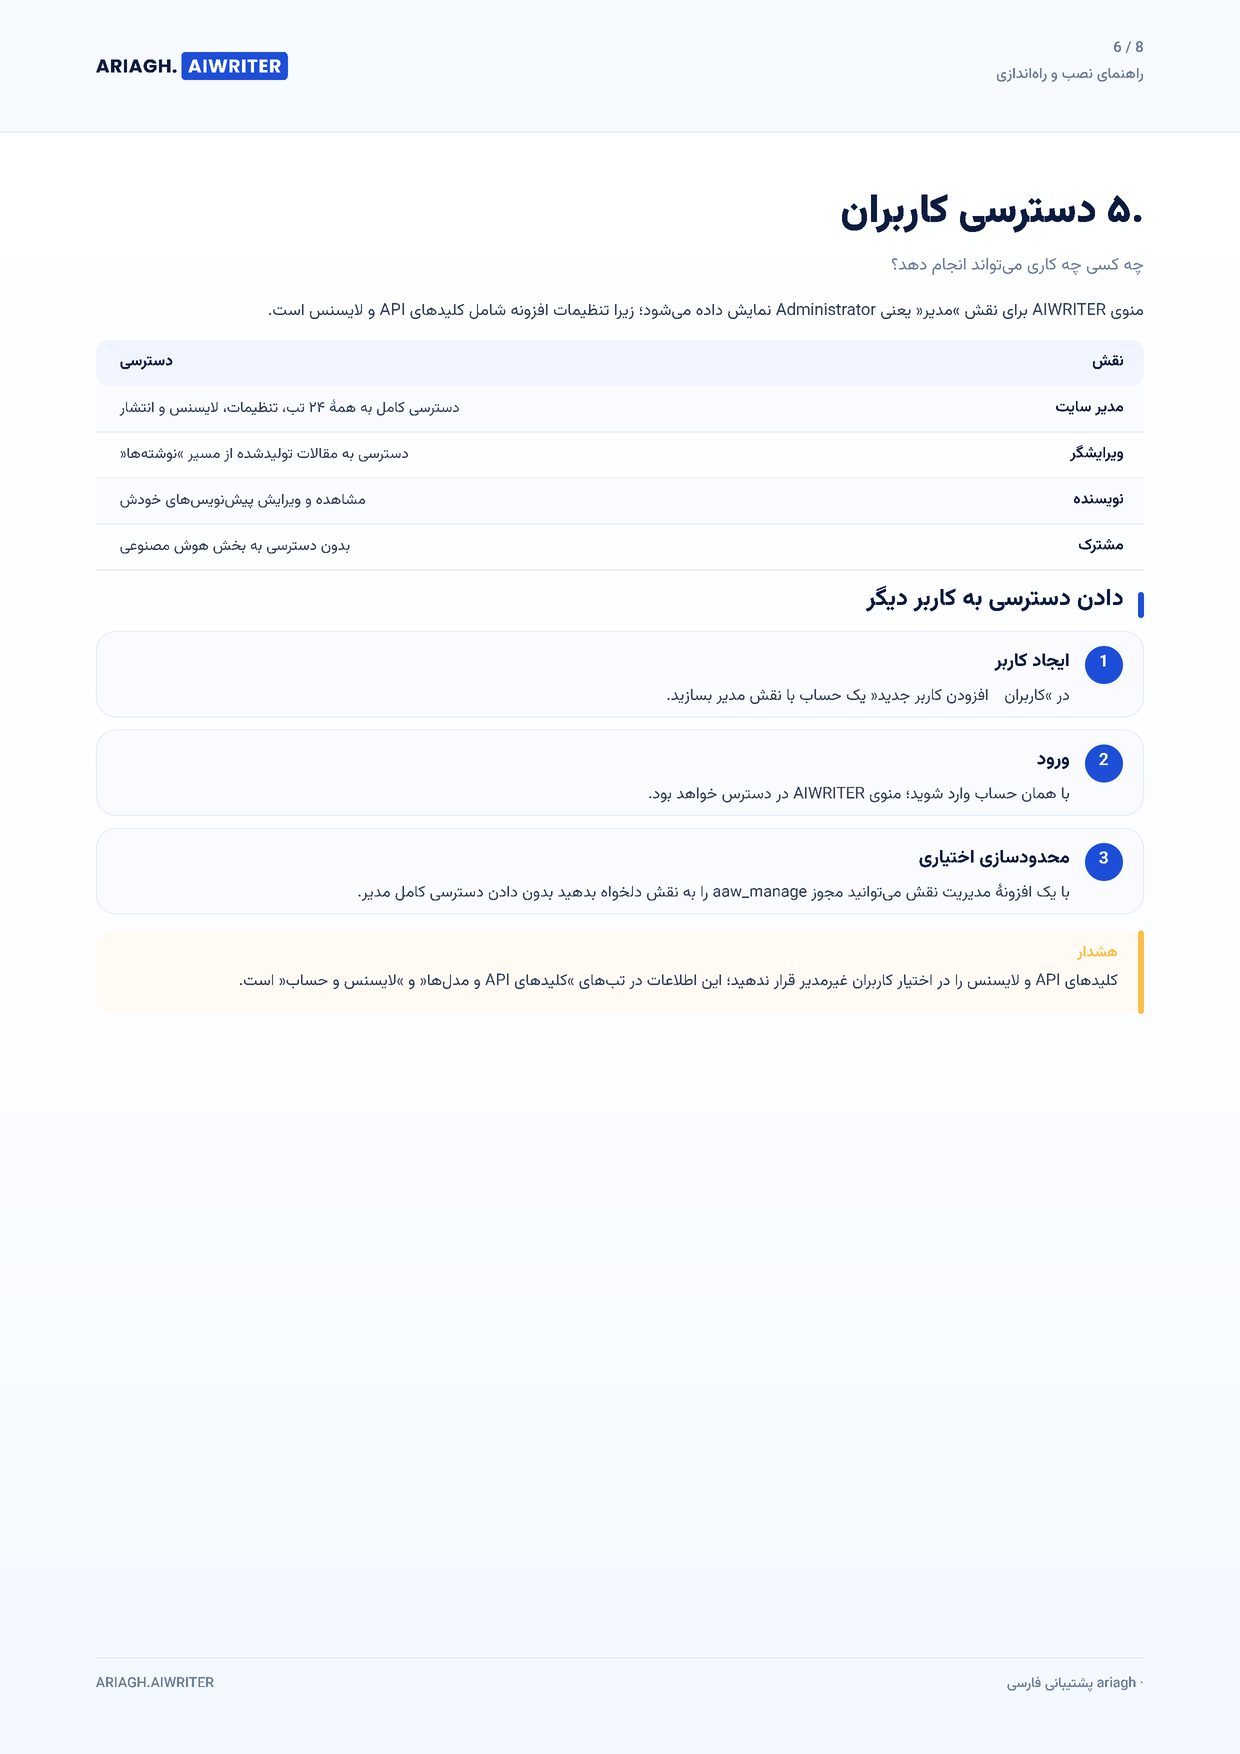 6 / 8
راهنمای نصب و راه‌اندازی
ARIAGH. AIWRITER
۵. دسترسی کاربران
چه کسی چه کاری می‌تواند انجام دهد؟
منوی AIWRITER برای نقش «مدیر» یعنی Administrator نمایش داده می‌شود؛ زیرا تنظیمات افزونه شامل کلیدهای API و لایسنس است.
نقش دسترسی
مدیر سایت دسترسی کامل به همهٔ ۲۴ تب، تنظیمات، لایسنس و انتشار
ویرایشگر دسترسی به مقالات تولیدشده از مسیر «نوشته‌ها»
نویسنده مشاهده و ویرایش پیش‌نویس‌های خودش
مشترک بدون دسترسی به بخش هوش مصنوعی
دادن دسترسی به کاربر دیگر
1 ایجاد کاربر
در «کاربران افزودن کاربر جدید» یک حساب با نقش مدیر بسازید.
2 ورود
با همان حساب وارد شوید؛ منوی AIWRITER در دسترس خواهد بود.
3 محدودسازی اختیاری
با یک افزونهٔ مدیریت نقش می‌توانید مجوز aaw_manage را به نقش دلخواه بدهید بدون دادن دسترسی کامل مدیر.
هشدار
کلیدهای API و لایسنس را در اختیار کاربران غیرمدیر قرار ندهید؛ این اطلاعات در تب‌های «کلیدهای API و مدل‌ها» و «لایسنس و حساب» است.
· ariagh پشتیبانی فارسی
ARIAGH.AIWRITER